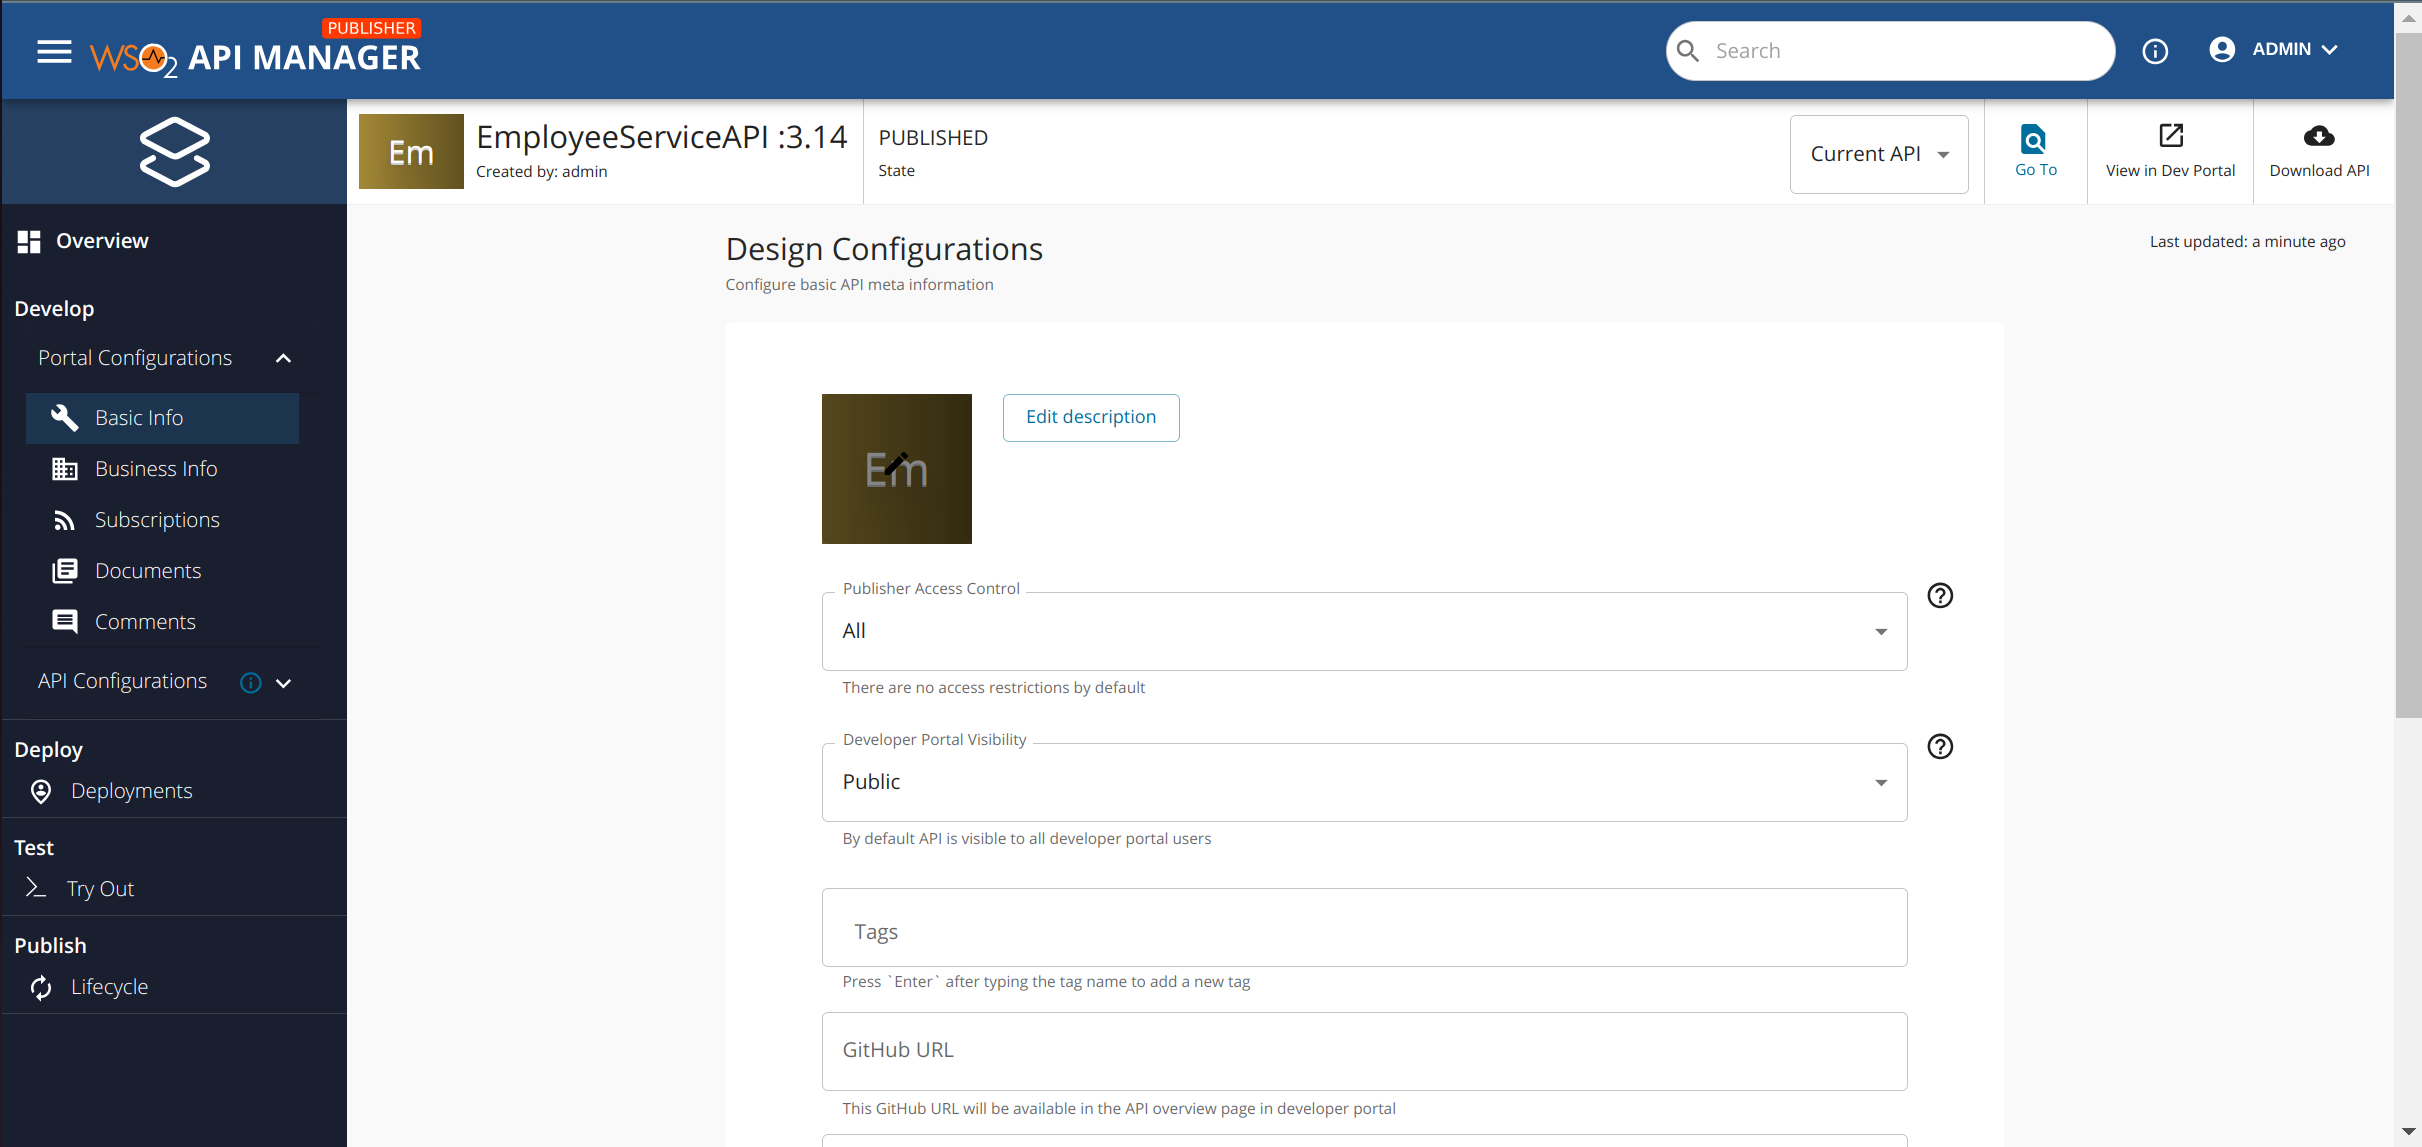 PUBLISHER
WSO2 API MANAGER
Search
ADMIN
Em
EmployeeServiceAPI :3.14
Created by: admin
PUBLISHED
State
Current API
Go To
View in Dev Portal
Download API
Overview
Develop
Portal Configurations
Basic Info
Business Info
Subscriptions
Documents
Comments
API Configurations
Deploy
Deployments
Test
Try Out
Publish
Lifecycle
Design Configurations
Last updated: a minute ago
Configure basic API meta information
Em
Edit description
Publisher Access Control
All
There are no access restrictions by default
Developer Portal Visibility
Public
By default API is visible to all developer portal users
Tags
Press `Enter` after typing the tag name to add a new tag
GitHub URL
This GitHub URL will be available in the API overview page in developer portal